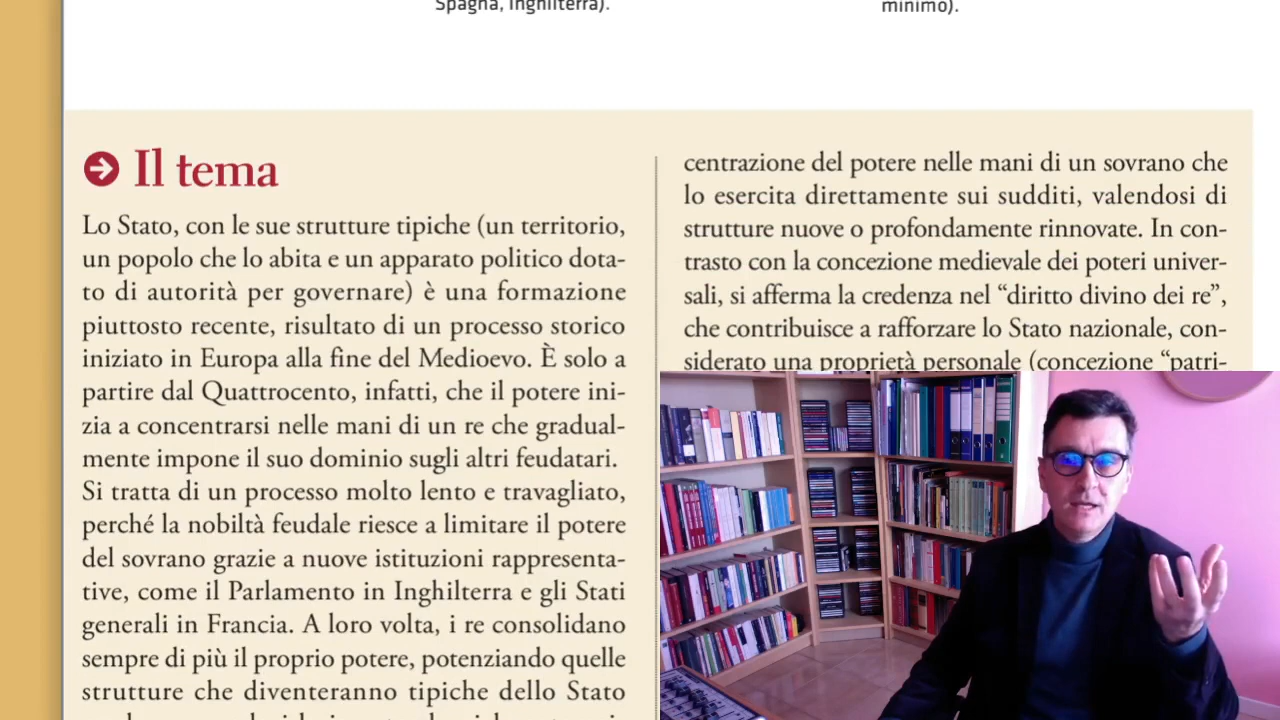 Spagna, Inghilterra).
minimo).
Il tema
Lo Stato, con le sue strutture tipiche (un territorio,
un popolo che lo abita e un apparato politico dota-
to di autorità per governare) è una formazione
piuttosto recente, risultato di un processo storico
iniziato in Europa alla fine del Medioevo. È solo a
partire dal Quattrocento, infatti, che il potere ini-
zia a concentrarsi nelle mani di un re che gradual-
mente impone il suo dominio sugli altri feudatari.
Si tratta di un processo molto lento e travagliato,
perché la nobiltà feudale riesce a limitare il potere
del sovrano grazie a nuove istituzioni rappresenta-
tive, come il Parlamento in Inghilterra e gli Stati
generali in Francia. A loro volta, i re consolidano
sempre di più il proprio potere, potenziando quelle
strutture che diventeranno tipiche dello Stato
centrazione del potere nelle mani di un sovrano che
lo esercita direttamente sui sudditi, valendosi di
strutture nuove o profondamente rinnovate. In con-
trasto con la concezione medievale dei poteri univer-
sali, si afferma la credenza nel “diritto divino dei re”,
che contribuisce a rafforzare lo Stato nazionale, con-
siderato una proprietà personale (concezione “patri-